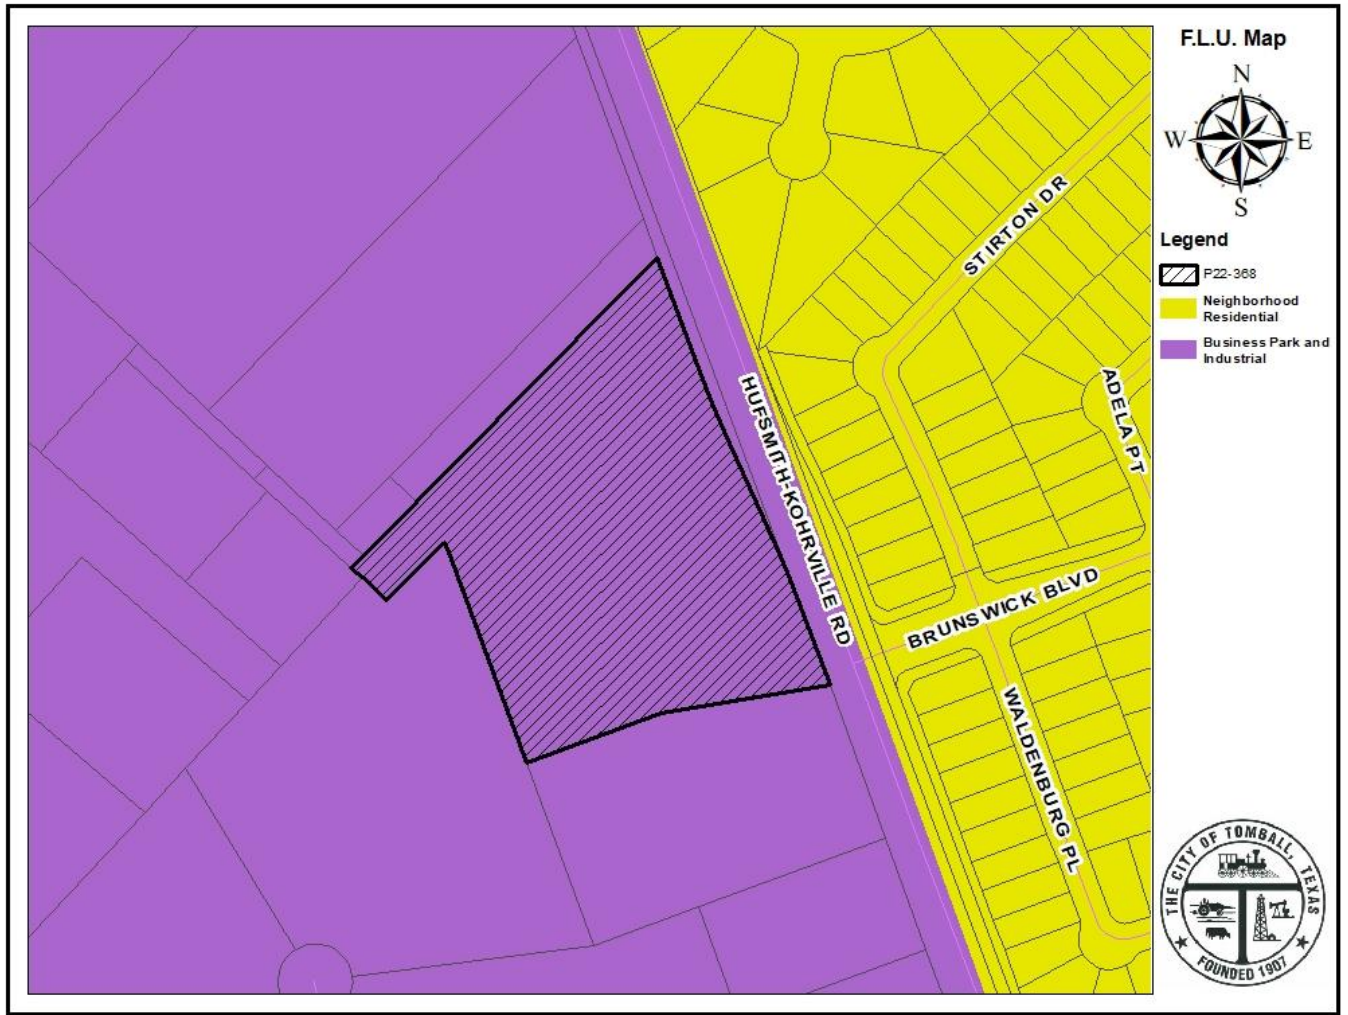 F.L.U. Map
N
W
E
S
Legend
P22-368
Neighborhood
Residential
Business Park and
Industrial
STIRTON DR
ADELA PT
HUFSMITH-KOHRVILLE RD
BRUNSWICK BLVD
WALDENBURG PL
THE CITY OF TOMBALL, TEXAS
FOUNDED 1907